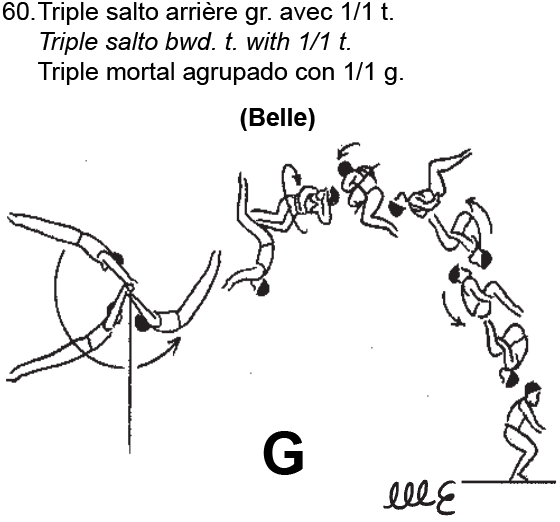 60.Triple salto arrière gr. avec 1/1 t.
Triple salto bwd. t. with 1/1 t.
Triple mortal agrupado con 1/1 g.
(Belle)
G